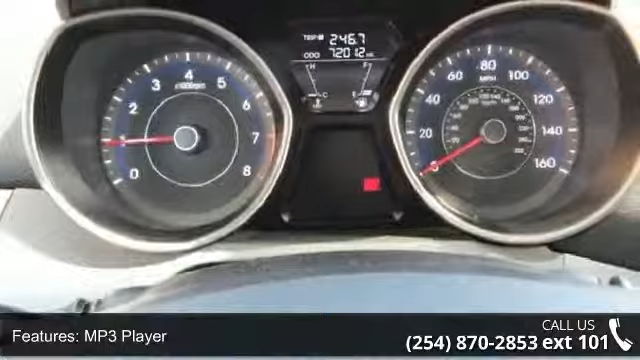 TRIP B 246.7
ODO 72012 mi
H F
C E
0 1 2 3 4 5 6 7 8
x1000rpm
0 20 40 60 80 100 120 140 160
MPH
Features: MP3 Player
CALL US
(254) 870-2853 ext 101